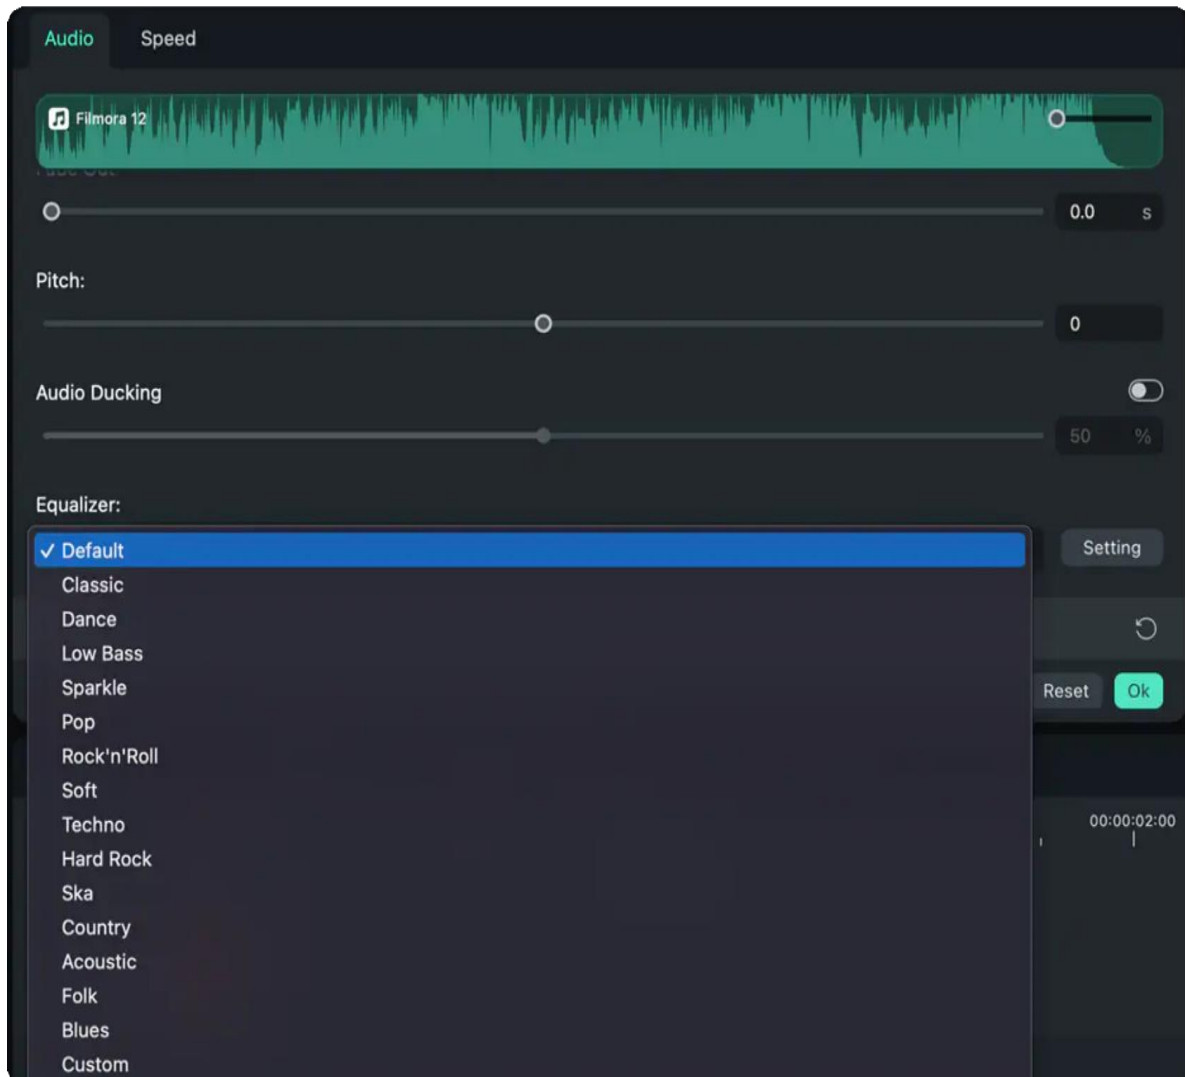 Audio Speed
Filmora 12
Fade Out:
0.0 s
Pitch:
0
Audio Ducking
50 %
Equalizer:
✓ Default
Setting
Classic
Dance
Low Bass
Sparkle
Pop
Rock'n'Roll
Soft
Techno
Hard Rock
Ska
Country
Acoustic
Folk
Blues
Custom
Reset Ok
00:00:02:00